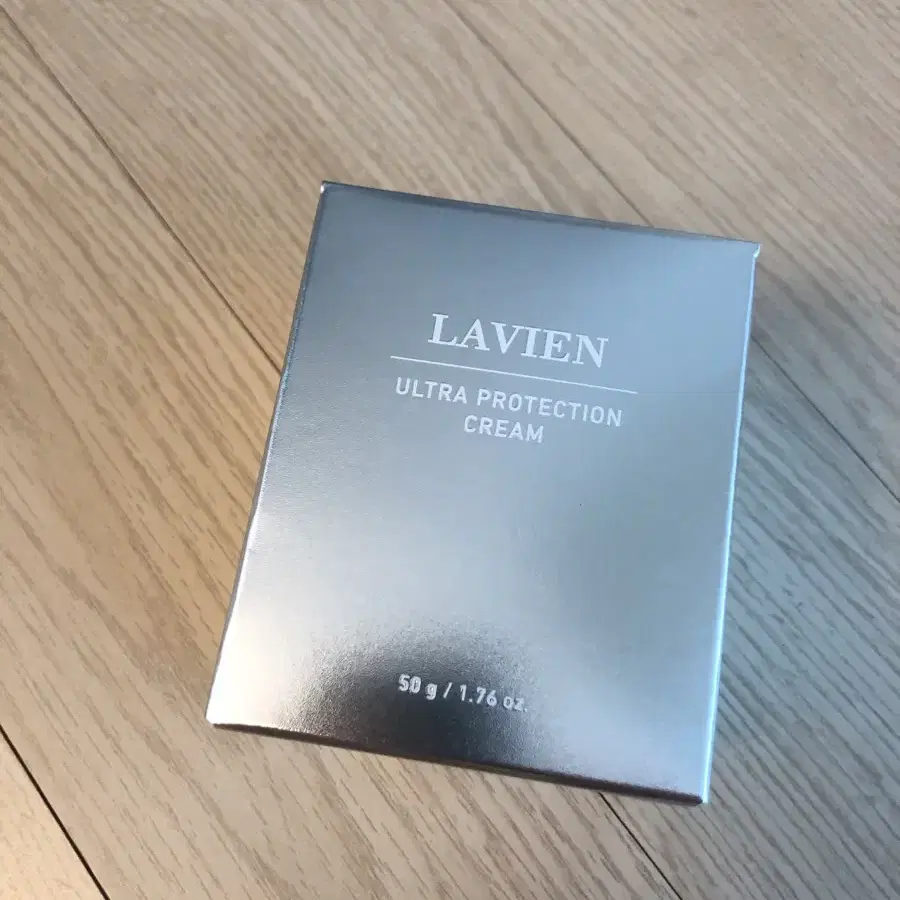 LAVIEN
ULTRA PROTECTION
CREAM
50 g / 1.76 oz.